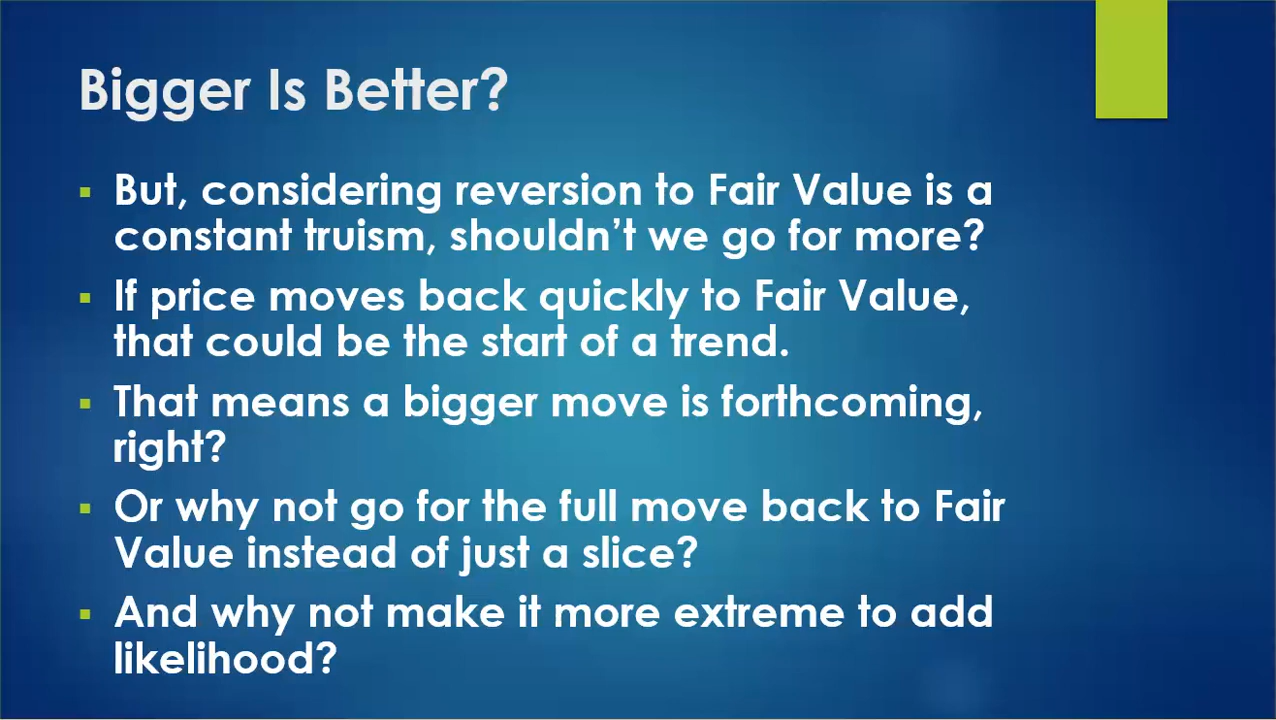 Bigger Is Better?
But, considering reversion to Fair Value is a
constant truism, shouldn’t we go for more?
If price moves back quickly to Fair Value,
that could be the start of a trend.
That means a bigger move is forthcoming,
right?
Or why not go for the full move back to Fair
Value instead of just a slice?
And why not make it more extreme to add
likelihood?